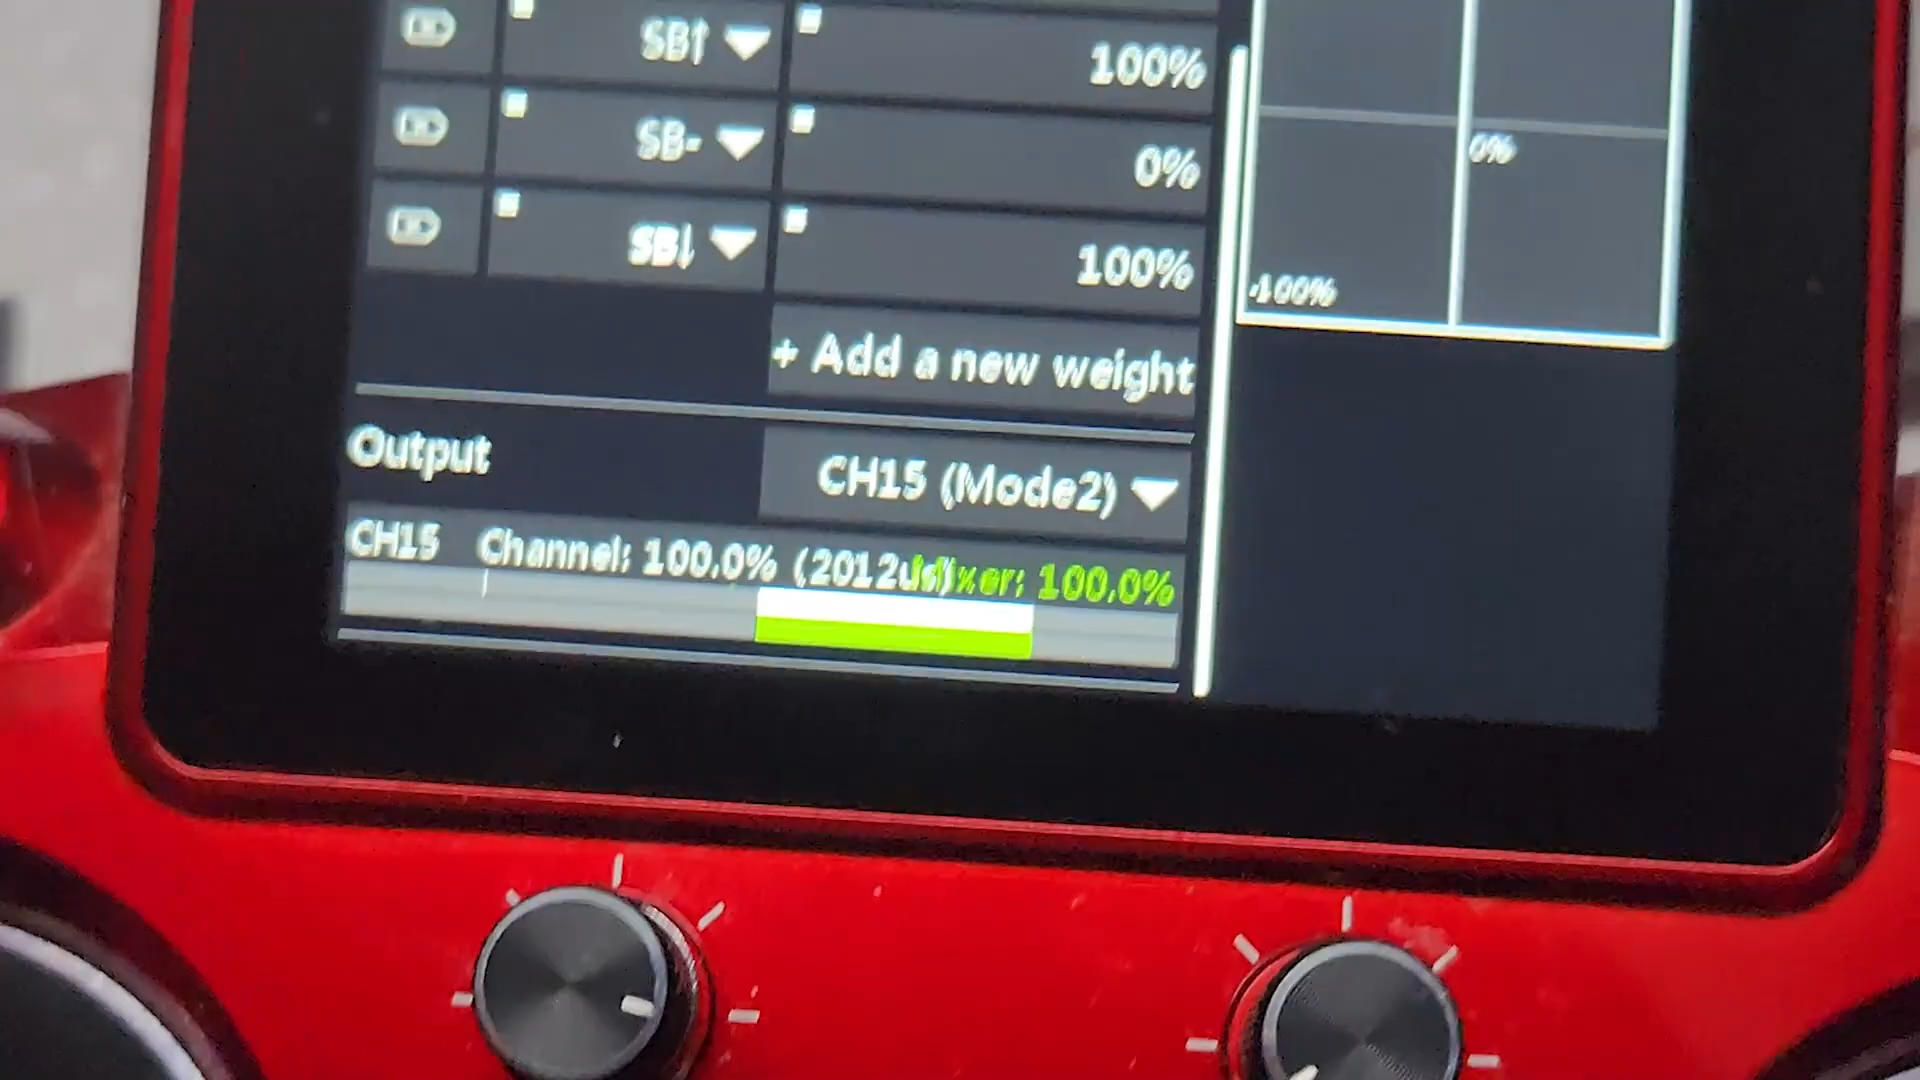 SB↑ 100%
SB- 0%
0%
SB↓ 100%
-100%
+ Add a new weight
Output CH15 (Mode2)
CH15 Channel: 100.0% (2012us) Mixer: 100.0%